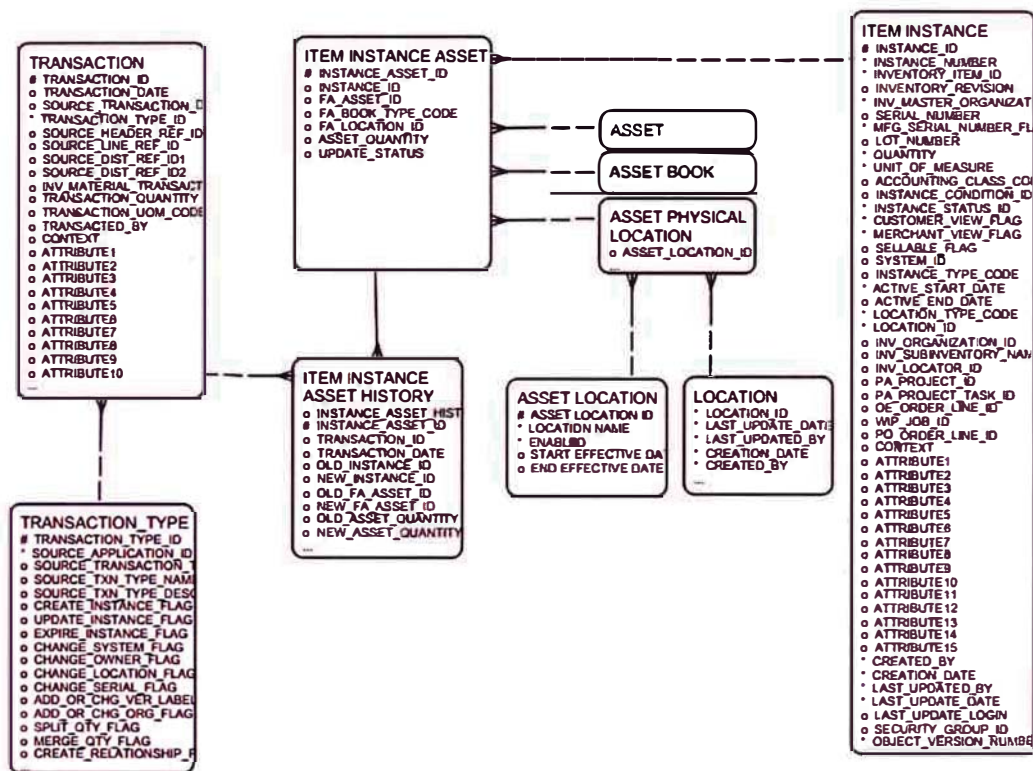 TRANSACTION
# TRANSACTION_ID
o TRANSACTION_DATE
o SOURCE_TRANSACTION_D
* TRANSACTION_TYPE_ID
o SOURCE_HEADER_REF_ID
o SOURCE_LINE_REF_ID
o SOURCE_DIST_REF_ID1
o SOURCE_DIST_REF_ID2
o INV_MATERIAL_TRANSACT
o TRANSACTION_QUANTITY
o TRANSACTION_UOM_CODE
o TRANSACTED_BY
o CONTEXT
o ATTRIBUTE1
o ATTRIBUTE2
o ATTRIBUTE3
o ATTRIBUTE4
o ATTRIBUTE5
o ATTRIBUTE6
o ATTRIBUTE7
o ATTRIBUTE8
o ATTRIBUTE9
o ATTRIBUTE10
...
TRANSACTION_TYPE
# TRANSACTION_TYPE_ID
* SOURCE_APPLICATION_ID
o SOURCE_TRANSACTION_T
o SOURCE_TXN_TYPE_NAME
o SOURCE_TXN_TYPE_DESC
o CREATE_INSTANCE_FLAG
o UPDATE_INSTANCE_FLAG
o EXPIRE_INSTANCE_FLAG
o CHANGE_SYSTEM_FLAG
o CHANGE_OWNER_FLAG
o CHANGE_LOCATION_FLAG
o CHANGE_SERIAL_FLAG
o ADD_OR_CHG_VER_LABEL
o ADD_OR_CHG_ORG_FLAG
o SPLIT_QTY_FLAG
o MERGE_QTY_FLAG
o CREATE_RELATIONSHIP_F
...
ITEM INSTANCE ASSET
# INSTANCE_ASSET_ID
o INSTANCE_ID
o FA_ASSET_ID
o FA_BOOK_TYPE_CODE
o FA_LOCATION_ID
o ASSET_QUANTITY
o UPDATE_STATUS
ITEM INSTANCE
ASSET HISTORY
o INSTANCE_ASSET_HIST
# INSTANCE_ASSET_ID
o TRANSACTION_ID
o TRANSACTION_DATE
o OLD_INSTANCE_ID
o NEW_INSTANCE_ID
o OLD_FA_ASSET_ID
o NEW_FA_ASSET_ID
o OLD_ASSET_QUANTITY
o NEW_ASSET_QUANTITY
...
ASSET
ASSET BOOK
ASSET PHYSICAL
LOCATION
o ASSET_LOCATION_ID
...
ASSET LOCATION
# ASSET LOCATION ID
* LOCATION NAME
* ENABLED
o START EFFECTIVE DAT
o END EFFECTIVE DATE
LOCATION
* LOCATION_ID
* LAST_UPDATE_DATE
* LAST_UPDATED_BY
* CREATION_DATE
* CREATED_BY
...
ITEM INSTANCE
# INSTANCE_ID
* INSTANCE_NUMBER
* INVENTORY_ITEM_ID
o INVENTORY_REVISION
* INV_MASTER_ORGANIZAT
o SERIAL_NUMBER
* MFG_SERIAL_NUMBER_FL
o LOT_NUMBER
* QUANTITY
* UNIT_OF_MEASURE
o ACCOUNTING_CLASS_COD
o INSTANCE_CONDITION_ID
* INSTANCE_STATUS_ID
* CUSTOMER_VIEW_FLAG
* MERCHANT_VIEW_FLAG
o SELLABLE_FLAG
o SYSTEM_ID
o INSTANCE_TYPE_CODE
* ACTIVE_START_DATE
o ACTIVE_END_DATE
* LOCATION_TYPE_CODE
* LOCATION_ID
o INV_ORGANIZATION_ID
o INV_SUBINVENTORY_NAM
o INV_LOCATOR_ID
o PA_PROJECT_ID
o PA_PROJECT_TASK_ID
o OE_ORDER_LINE_ID
o WIP_JOB_ID
o PO_ORDER_LINE_ID
o CONTEXT
o ATTRIBUTE1
o ATTRIBUTE2
o ATTRIBUTE3
o ATTRIBUTE4
o ATTRIBUTE5
o ATTRIBUTE6
o ATTRIBUTE7
o ATTRIBUTE8
o ATTRIBUTE9
o ATTRIBUTE10
o ATTRIBUTE11
o ATTRIBUTE12
o ATTRIBUTE13
o ATTRIBUTE14
o ATTRIBUTE15
* CREATED_BY
* CREATION_DATE
* LAST_UPDATED_BY
* LAST_UPDATE_DATE
o LAST_UPDATE_LOGIN
o SECURITY_GROUP_ID
* OBJECT_VERSION_NUMBE